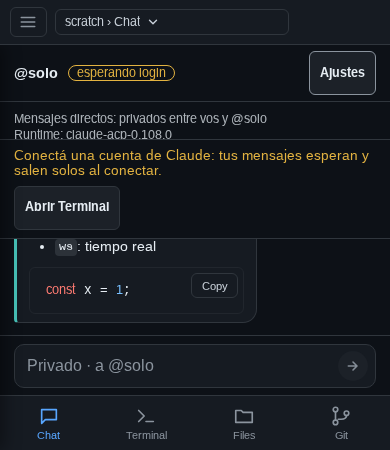 scratch › Chat
@solo esperando login Ajustes
Mensajes directos: privados entre vos y @solo
Runtime: claude-acp-0.108.0
Conectá una cuenta de Claude: tus mensajes esperan y
salen solos al conectar.
Abrir Terminal
• ws: tiempo real
const x = 1; Copy
Privado · a @solo
Chat Terminal Files Git